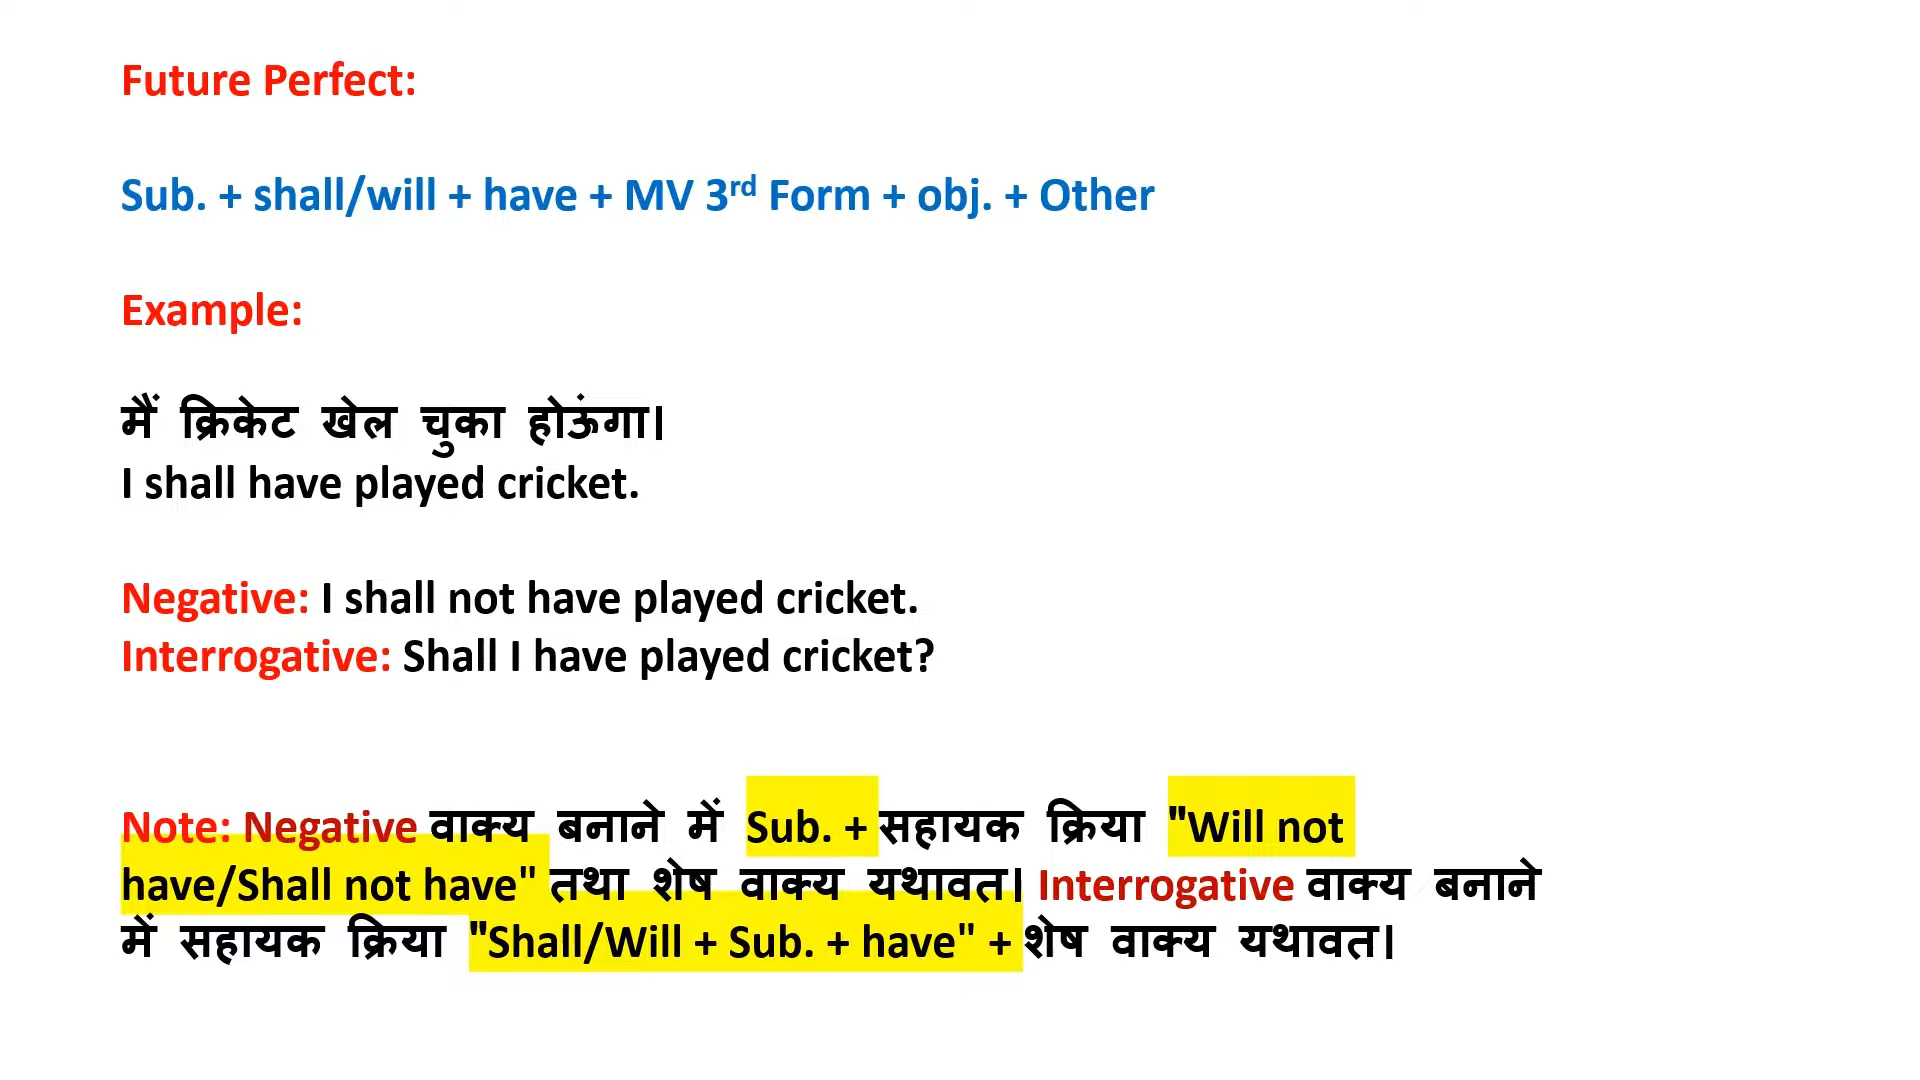 Future Perfect:
Sub. + shall/will + have + MV 3rd Form + obj. + Other
Example:
मैं क्रिकेट खेल चुका होऊंगा।
I shall have played cricket.
Negative: I shall not have played cricket.
Interrogative: Shall I have played cricket?
Note: Negative वाक्य बनाने में Sub. + सहायक क्रिया "Will not
have/Shall not have" तथा शेष वाक्य यथावत। Interrogative वाक्य बनाने
में सहायक क्रिया "Shall/Will + Sub. + have" + शेष वाक्य यथावत।